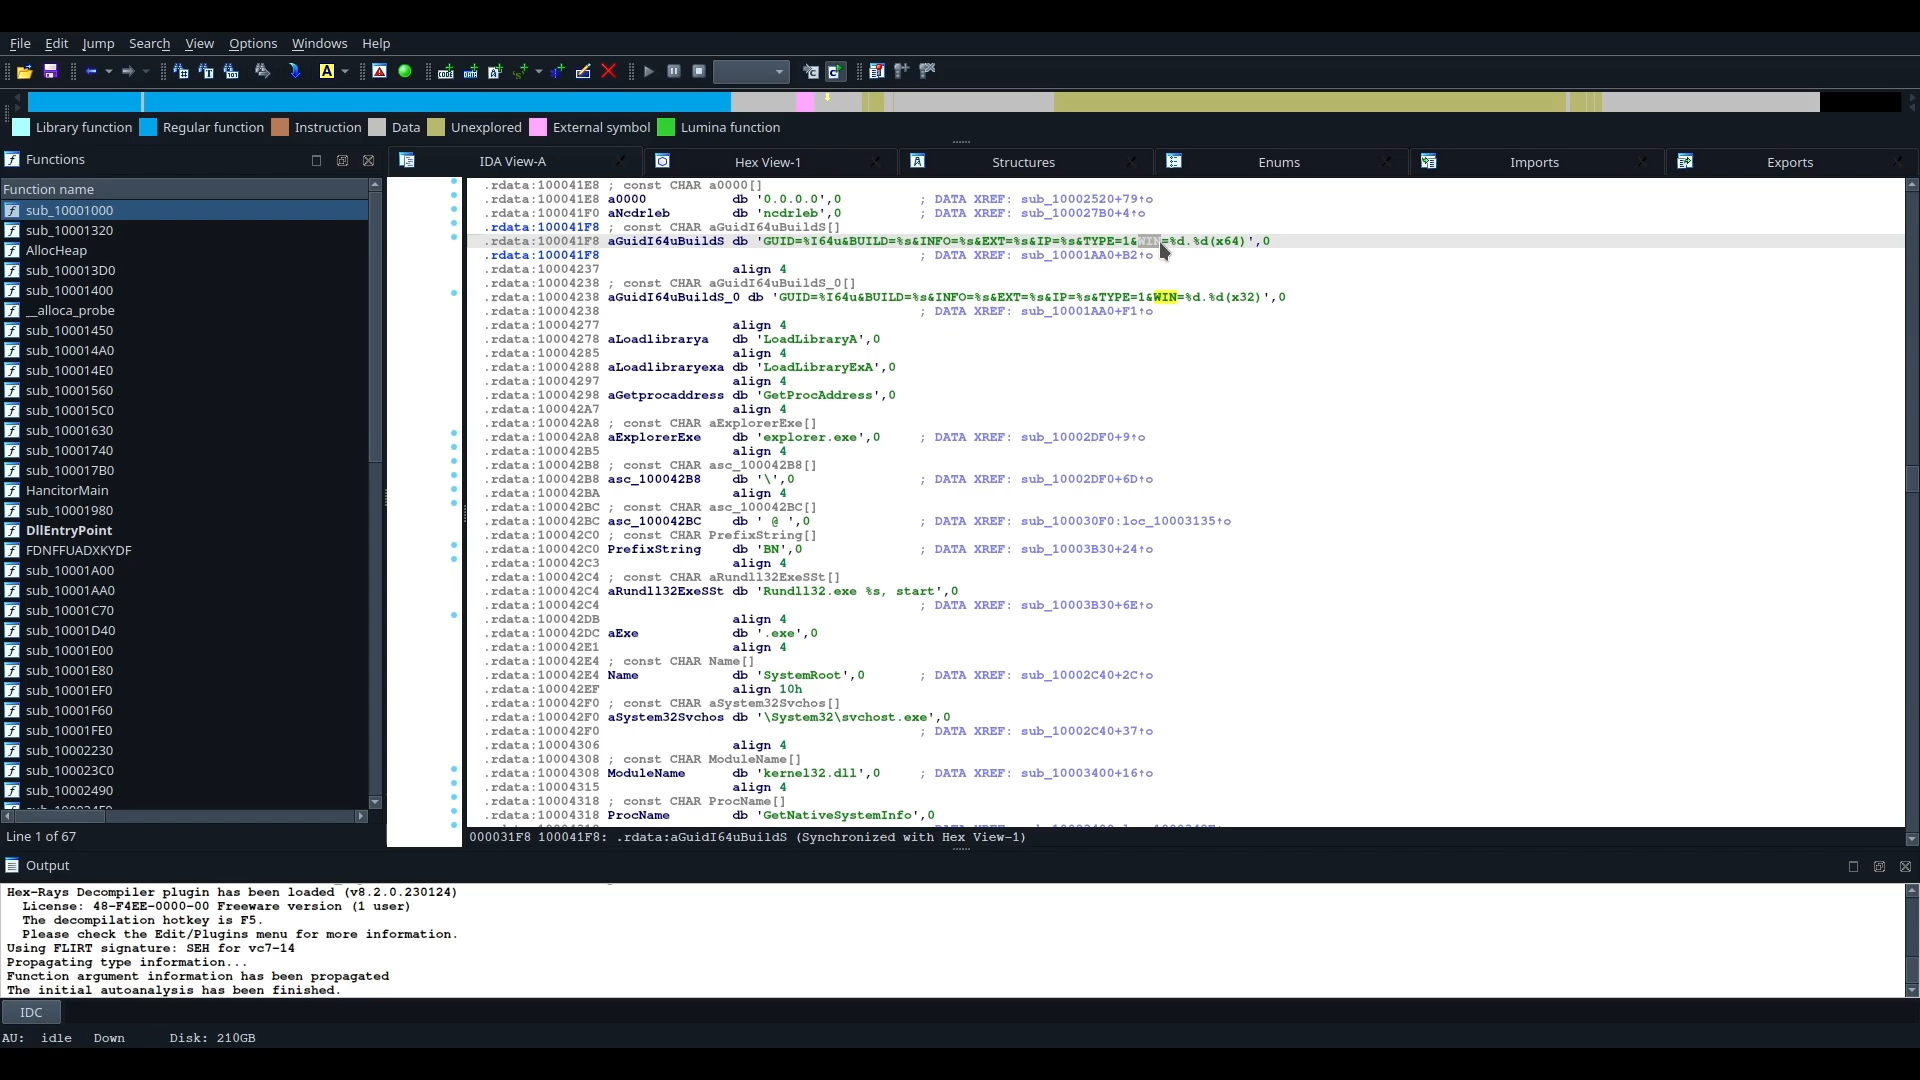 File Edit Jump Search View Options Windows Help
Library function Regular function Instruction Data Unexplored External symbol Lumina function
Functions
Function name
sub_10001000
sub_10001320
AllocHeap
sub_100013D0
sub_10001400
__alloca_probe
sub_10001450
sub_100014A0
sub_100014E0
sub_10001560
sub_100015C0
sub_10001630
sub_10001740
sub_100017B0
HancitorMain
sub_10001980
DllEntryPoint
FDNFFUADXKYDF
sub_10001A00
sub_10001AA0
sub_10001C70
sub_10001D40
sub_10001E00
sub_10001E80
sub_10001EF0
sub_10001F60
sub_10001FE0
sub_10002230
sub_100023C0
sub_10002490
Line 1 of 67
IDA View-A Hex View-1 Structures Enums Imports Exports
.rdata:100041E8 ; const CHAR a0000[]
.rdata:100041E8 a0000 db '0.0.0.0',0 ; DATA XREF: sub_10002520+79↑o
.rdata:100041F0 aNcdrleb db 'ncdrleb',0 ; DATA XREF: sub_100027B0+4↑o
.rdata:100041F8 ; const CHAR aGuidI64uBuildS[]
.rdata:100041F8 aGuidI64uBuildS db 'GUID=%I64u&BUILD=%s&INFO=%s&EXT=%s&IP=%s&TYPE=1&WIN=%d.%d(x64)',0
.rdata:100041F8 ; DATA XREF: sub_10001AA0+B2↑o
.rdata:10004237 align 4
.rdata:10004238 ; const CHAR aGuidI64uBuildS_0[]
.rdata:10004238 aGuidI64uBuildS_0 db 'GUID=%I64u&BUILD=%s&INFO=%s&EXT=%s&IP=%s&TYPE=1&WIN=%d.%d(x32)',0
.rdata:10004238 ; DATA XREF: sub_10001AA0+F1↑o
.rdata:10004277 align 4
.rdata:10004278 aLoadlibrarya db 'LoadLibraryA',0
.rdata:10004285 align 4
.rdata:10004288 aLoadlibraryexa db 'LoadLibraryExA',0
.rdata:10004297 align 4
.rdata:10004298 aGetprocaddress db 'GetProcAddress',0
.rdata:100042A7 align 4
.rdata:100042A8 ; const CHAR aExplorerExe[]
.rdata:100042A8 aExplorerExe db 'explorer.exe',0 ; DATA XREF: sub_10002DF0+9↑o
.rdata:100042B5 align 4
.rdata:100042B8 ; const CHAR asc_100042B8[]
.rdata:100042B8 asc_100042B8 db '\',0 ; DATA XREF: sub_10002DF0+6D↑o
.rdata:100042BA align 4
.rdata:100042BC ; const CHAR asc_100042BC[]
.rdata:100042BC asc_100042BC db ' @ ',0 ; DATA XREF: sub_100030F0:loc_10003135↑o
.rdata:100042C0 ; const CHAR PrefixString[]
.rdata:100042C0 PrefixString db 'BN',0 ; DATA XREF: sub_10003B30+24↑o
.rdata:100042C3 align 4
.rdata:100042C4 ; const CHAR aRundll32ExeSSt[]
.rdata:100042C4 aRundll32ExeSSt db 'Rundll32.exe %s, start',0
.rdata:100042C4 ; DATA XREF: sub_10003B30+6E↑o
.rdata:100042DB align 4
.rdata:100042DC aExe db '.exe',0
.rdata:100042E1 align 4
.rdata:100042E4 ; const CHAR Name[]
.rdata:100042E4 Name db 'SystemRoot',0 ; DATA XREF: sub_10002C40+2C↑o
.rdata:100042EF align 10h
.rdata:100042F0 ; const CHAR aSystem32Svchos[]
.rdata:100042F0 aSystem32Svchos db '\System32\svchost.exe',0
.rdata:100042F0 ; DATA XREF: sub_10002C40+37↑o
.rdata:10004306 align 4
.rdata:10004308 ; const CHAR ModuleName[]
.rdata:10004308 ModuleName db 'kernel32.dll',0 ; DATA XREF: sub_10003400+16↑o
.rdata:10004315 align 4
.rdata:10004318 ; const CHAR ProcName[]
.rdata:10004318 ProcName db 'GetNativeSystemInfo',0
000031F8 100041F8: .rdata:aGuidI64uBuildS (Synchronized with Hex View-1)
Output
Hex-Rays Decompiler plugin has been loaded (v8.2.0.230124)
License: 48-F4EE-0000-00 Freeware version (1 user)
The decompilation hotkey is F5.
Please check the Edit/Plugins menu for more information.
Using FLIRT signature: SEH for vc7-14
Propagating type information...
Function argument information has been propagated
The initial autoanalysis has been finished.
IDC
AU: idle Down Disk: 210GB